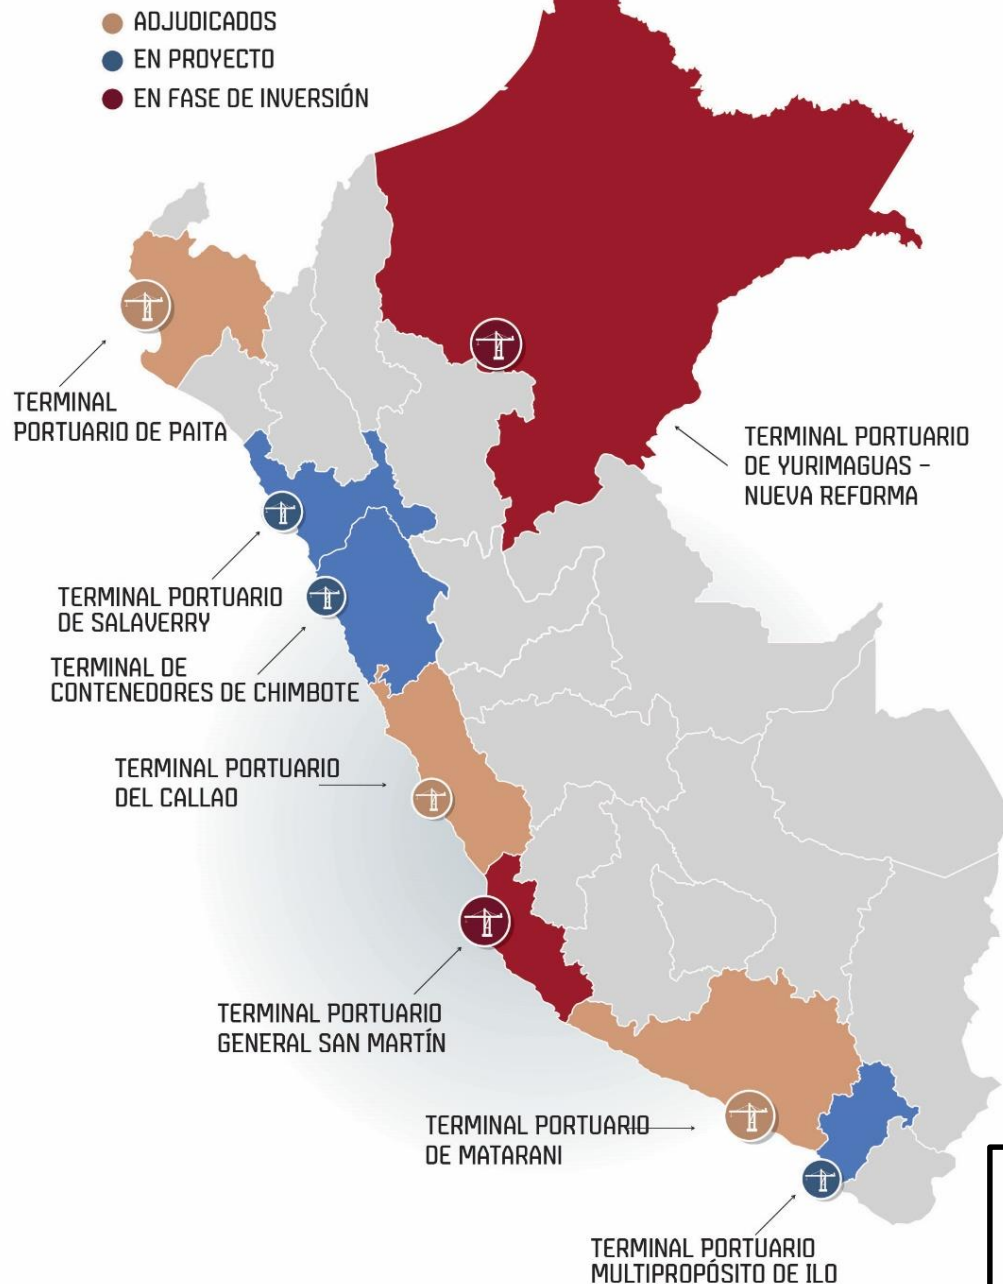 ADJUDICADOS
EN PROYECTO
EN FASE DE INVERSIÓN
TERMINAL
PORTUARIO DE PAITA
TERMINAL PORTUARIO
DE YURIMAGUAS –
NUEVA REFORMA
TERMINAL PORTUARIO
DE SALAVERRY
TERMINAL DE
CONTENEDORES DE CHIMBOTE
TERMINAL PORTUARIO
DEL CALLAO
TERMINAL PORTUARIO
GENERAL SAN MARTÍN
TERMINAL PORTUARIO
DE MATARANI
TERMINAL PORTUARIO
MULTIPROPÓSITO DE ILO